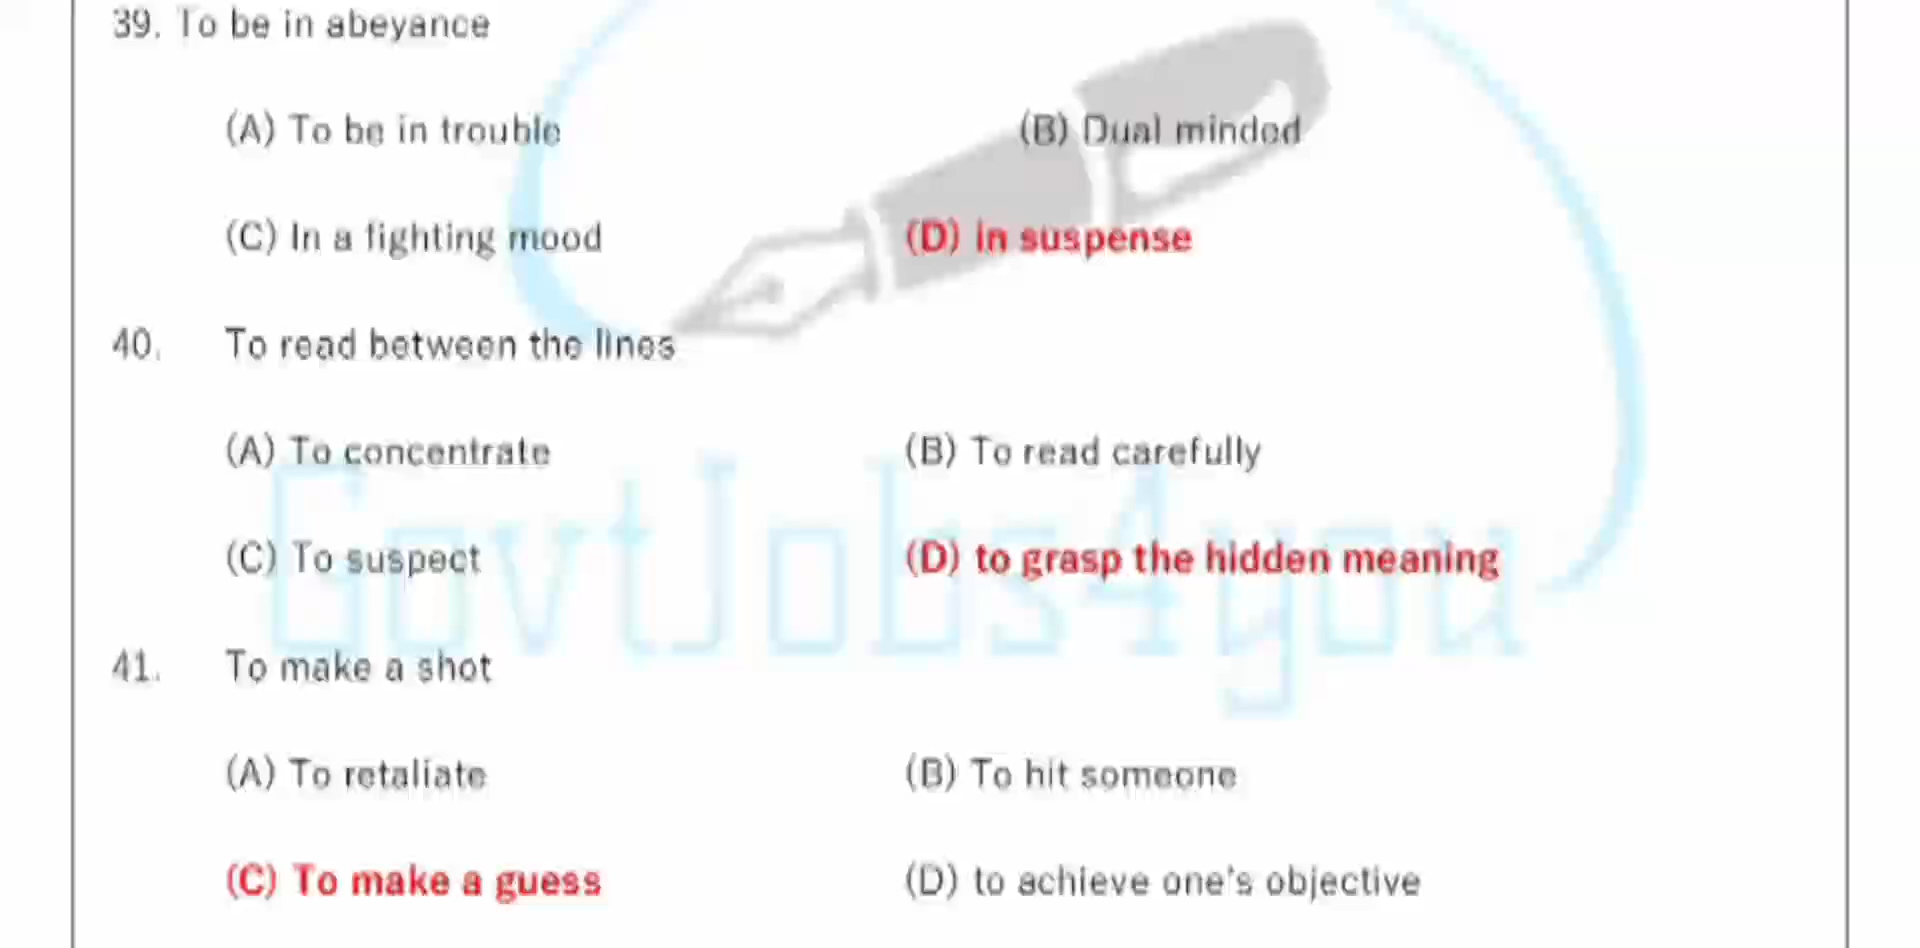 39. To be in abeyance
(A) To be in trouble (B) Dual minded
(C) In a fighting mood (D) in suspense
40. To read between the lines
(A) To concentrate (B) To read carefully
(C) To suspect (D) to grasp the hidden meaning
GovtJobs4you
41. To make a shot
(A) To retaliate (B) To hit someone
(C) To make a guess (D) to achieve one's objective